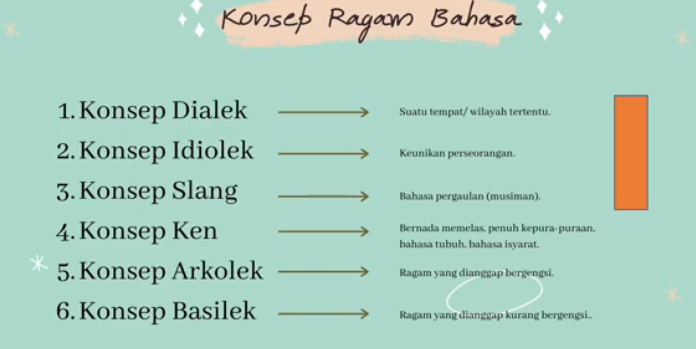 Konsep Ragam Bahasa
1. Konsep Dialek
Suatu tempat/ wilayah tertentu.
2. Konsep Idiolek
Keunikan perseorangan.
3. Konsep Slang
Bahasa pergaulan (musiman).
4. Konsep Ken
Bernada memelas, penuh kepura-puraan,
bahasa tubuh, bahasa isyarat.
5. Konsep Arkolek
Ragam yang dianggap bergengsi.
6. Konsep Basilek
Ragam yang dianggap kurang bergengsi..